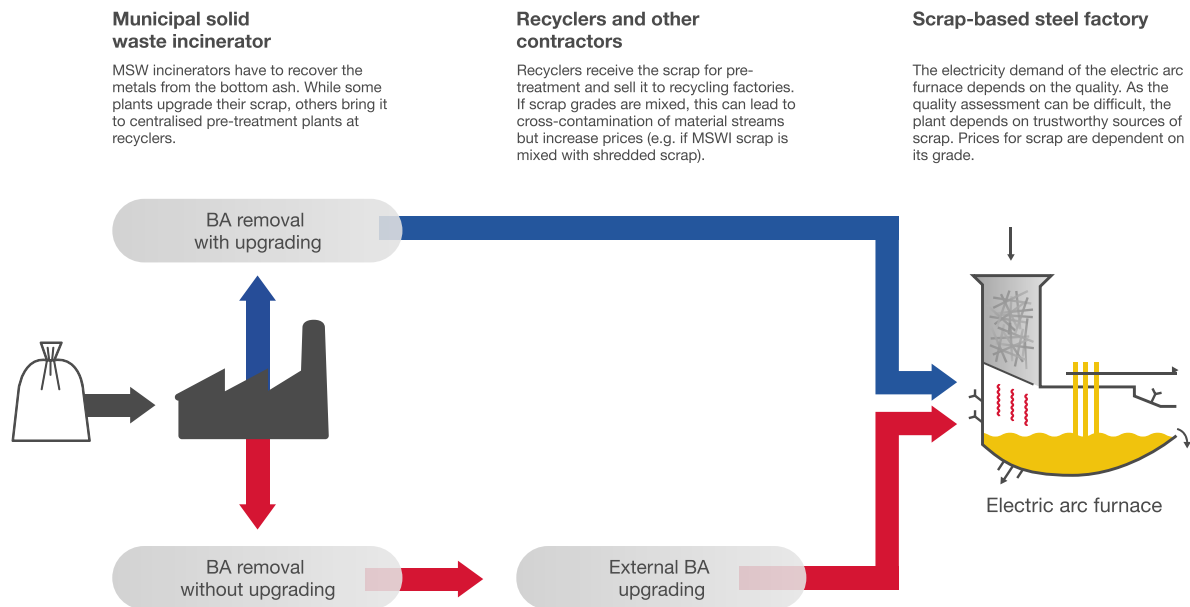 Municipal solid
waste incinerator
MSW incinerators have to recover the
metals from the bottom ash. While some
plants upgrade their scrap, others bring it
to centralised pre-treatment plants at
recyclers.
Recyclers and other
contractors
Recyclers receive the scrap for pre-
treatment and sell it to recycling factories.
If scrap grades are mixed, this can lead to
cross-contamination of material streams
but increase prices (e.g. if MSWI scrap is
mixed with shredded scrap).
Scrap-based steel factory
The electricity demand of the electric arc
furnace depends on the quality. As the
quality assessment can be difficult, the
plant depends on trustworthy sources of
scrap. Prices for scrap are dependent on
its grade.
BA removal
with upgrading
Electric arc furnace
BA removal
without upgrading
External BA
upgrading